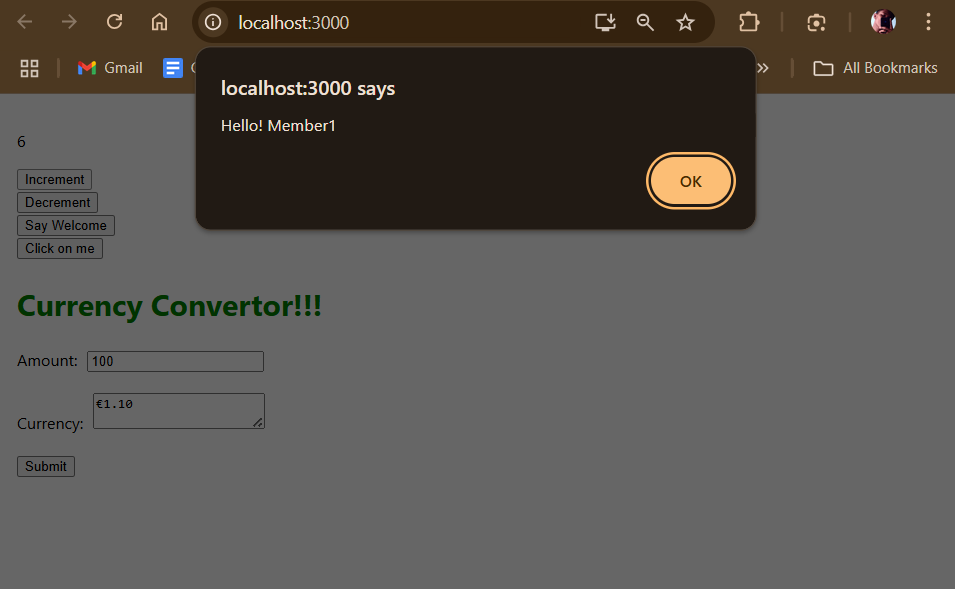 localhost:3000
Gmail
All Bookmarks
localhost:3000 says
Hello! Member1
OK
6
Increment
Decrement
Say Welcome
Click on me
Currency Convertor!!!
Amount: 100
Currency: €1.10
Submit